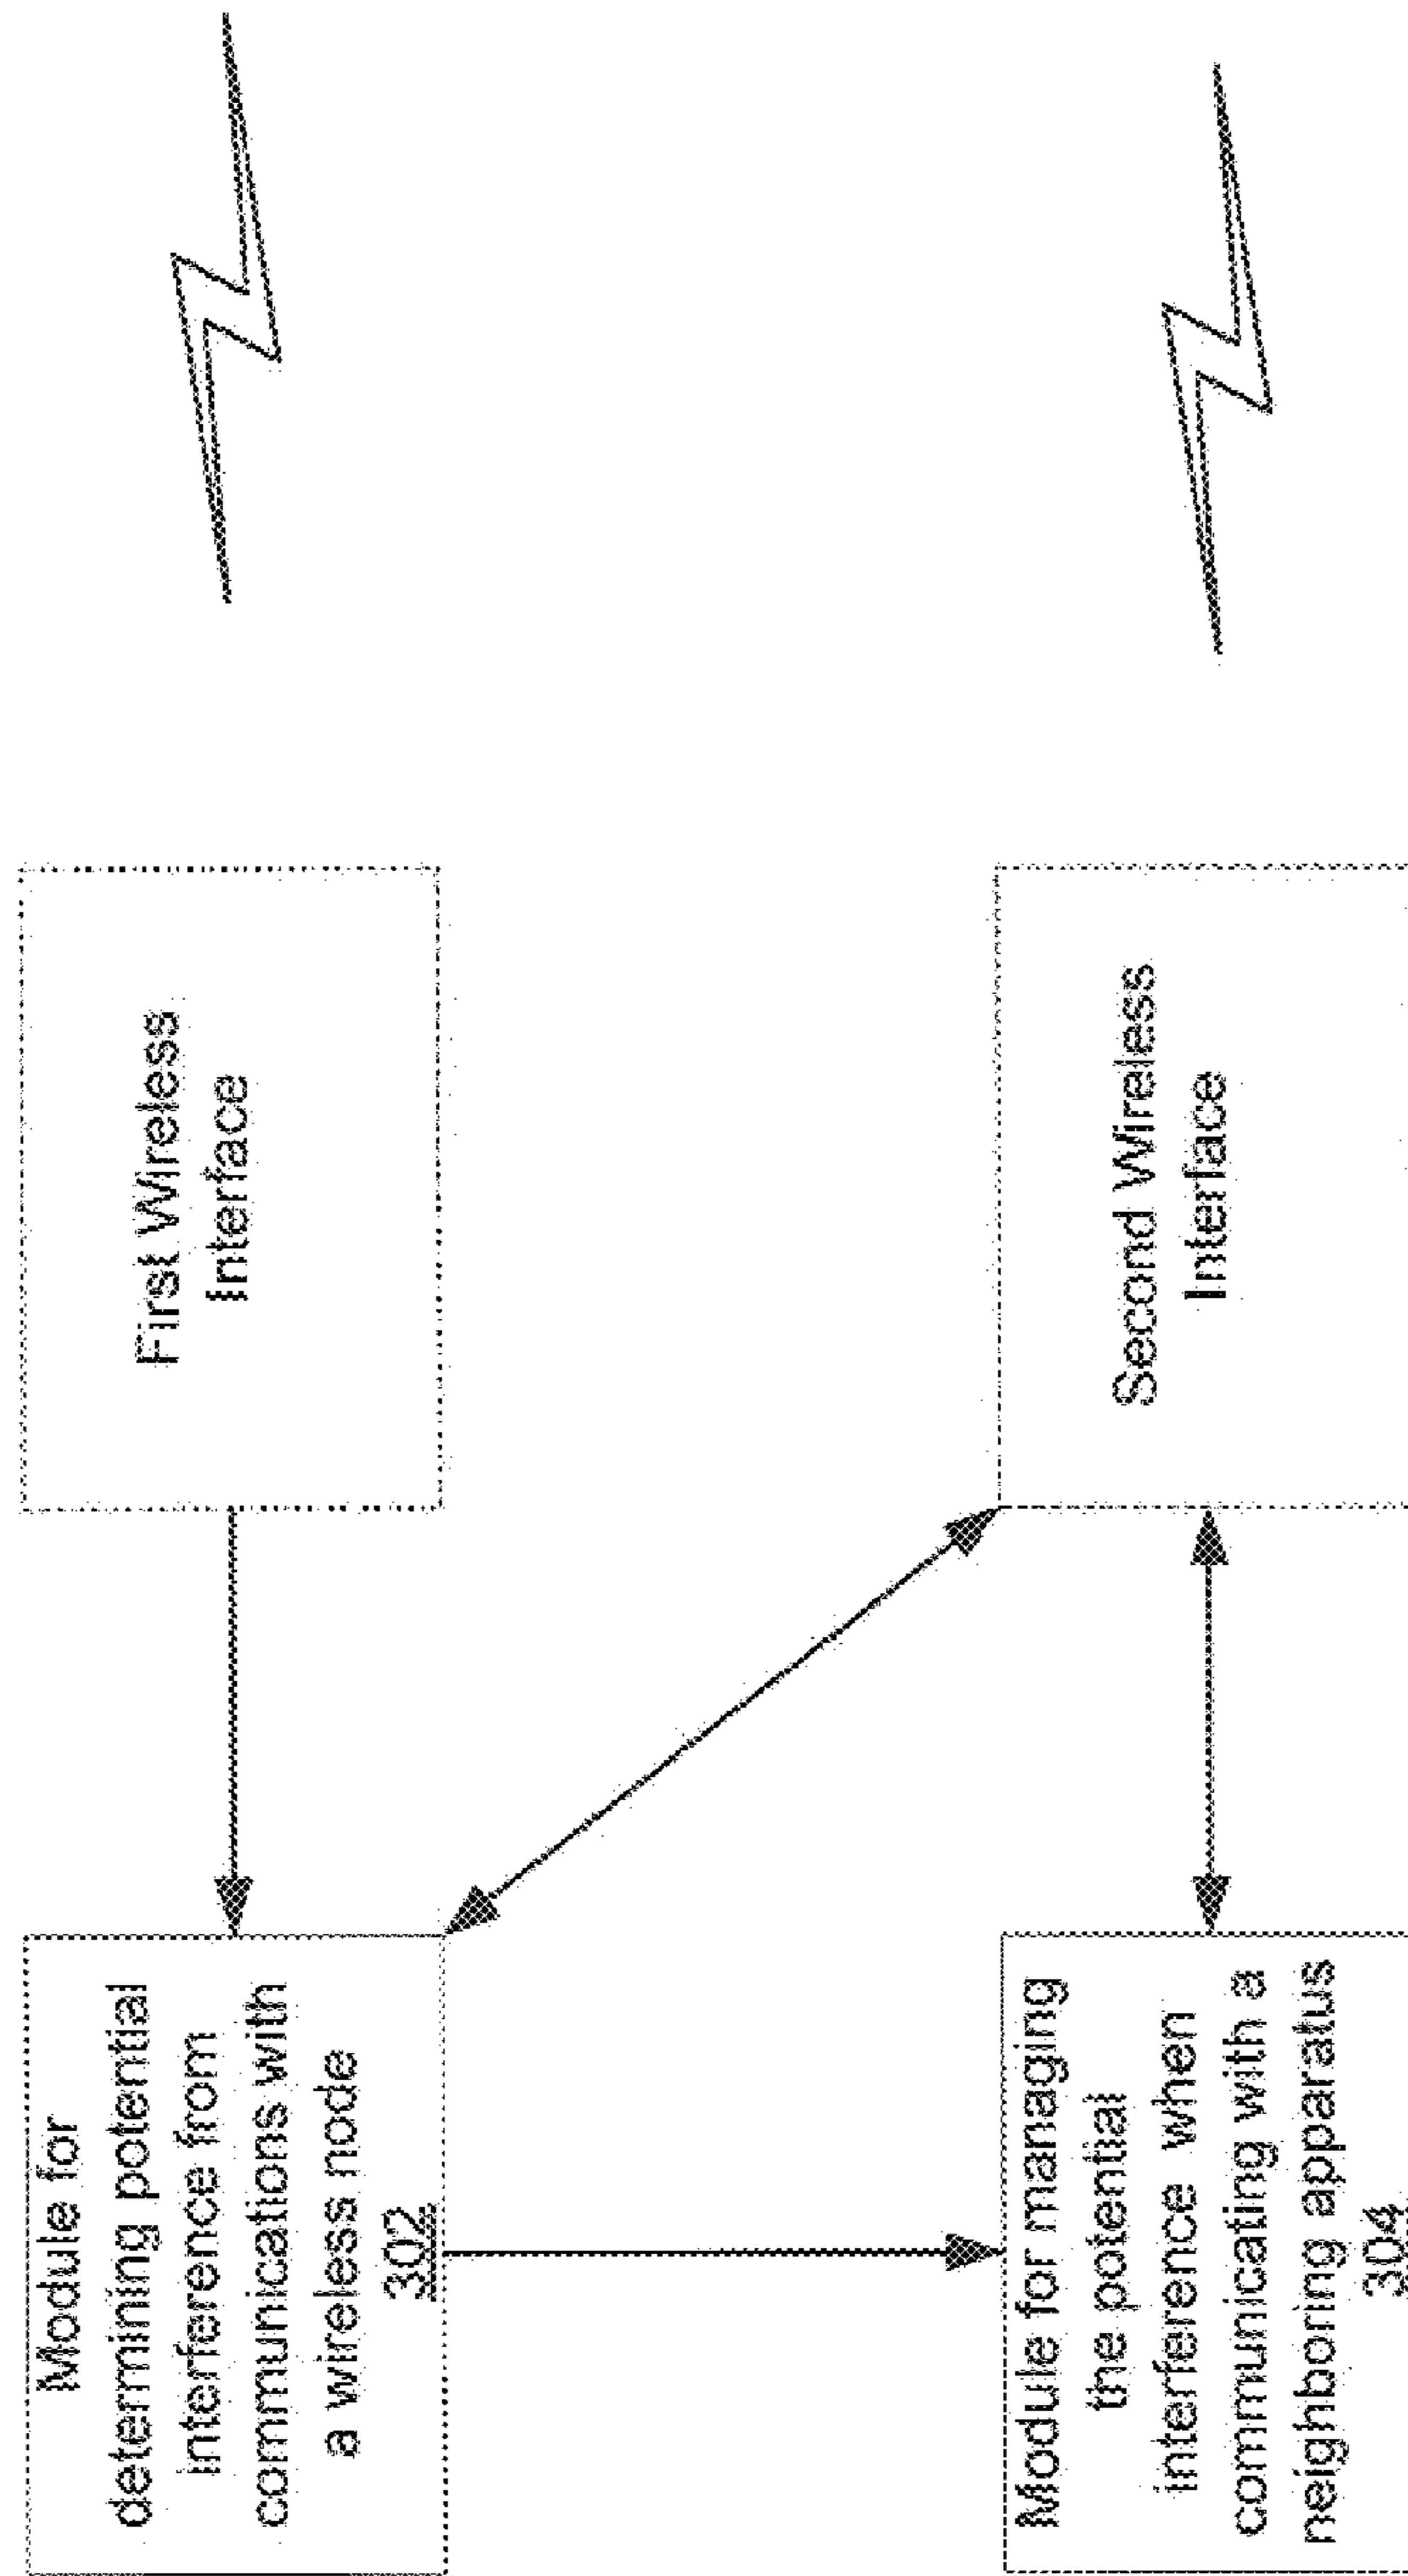 Module for
determining potential
interference from
communications with
a wireless node
302
First Wireless
Interface
Module for managing
the potential
interference when
communicating with a
neighboring apparatus
304
Second Wireless
Interface